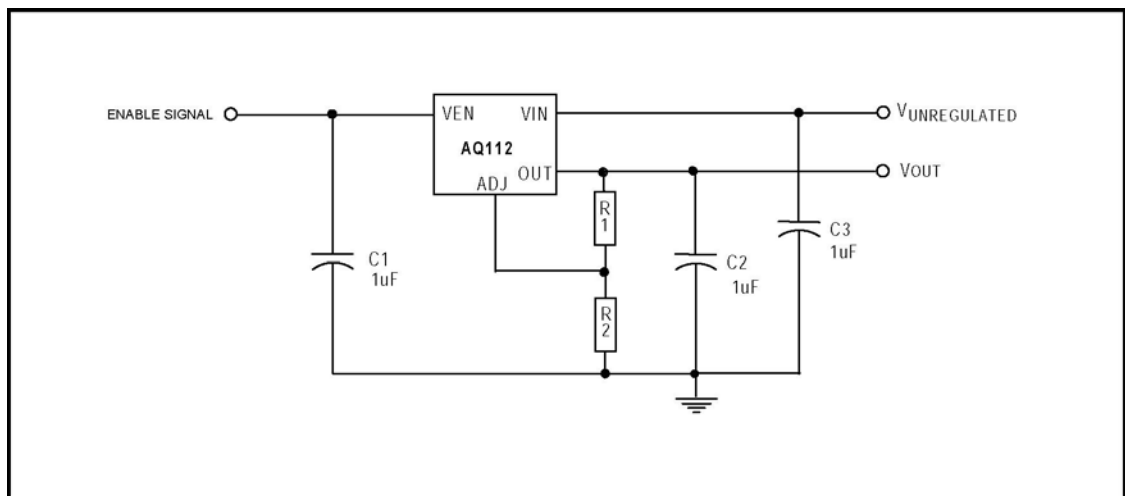 ENABLE SIGNAL
VEN
VIN
VUNREGULATED
AQ112
OUT
VOUT
ADJ
R1
C1
1uF
C2
1uF
C3
1uF
R2